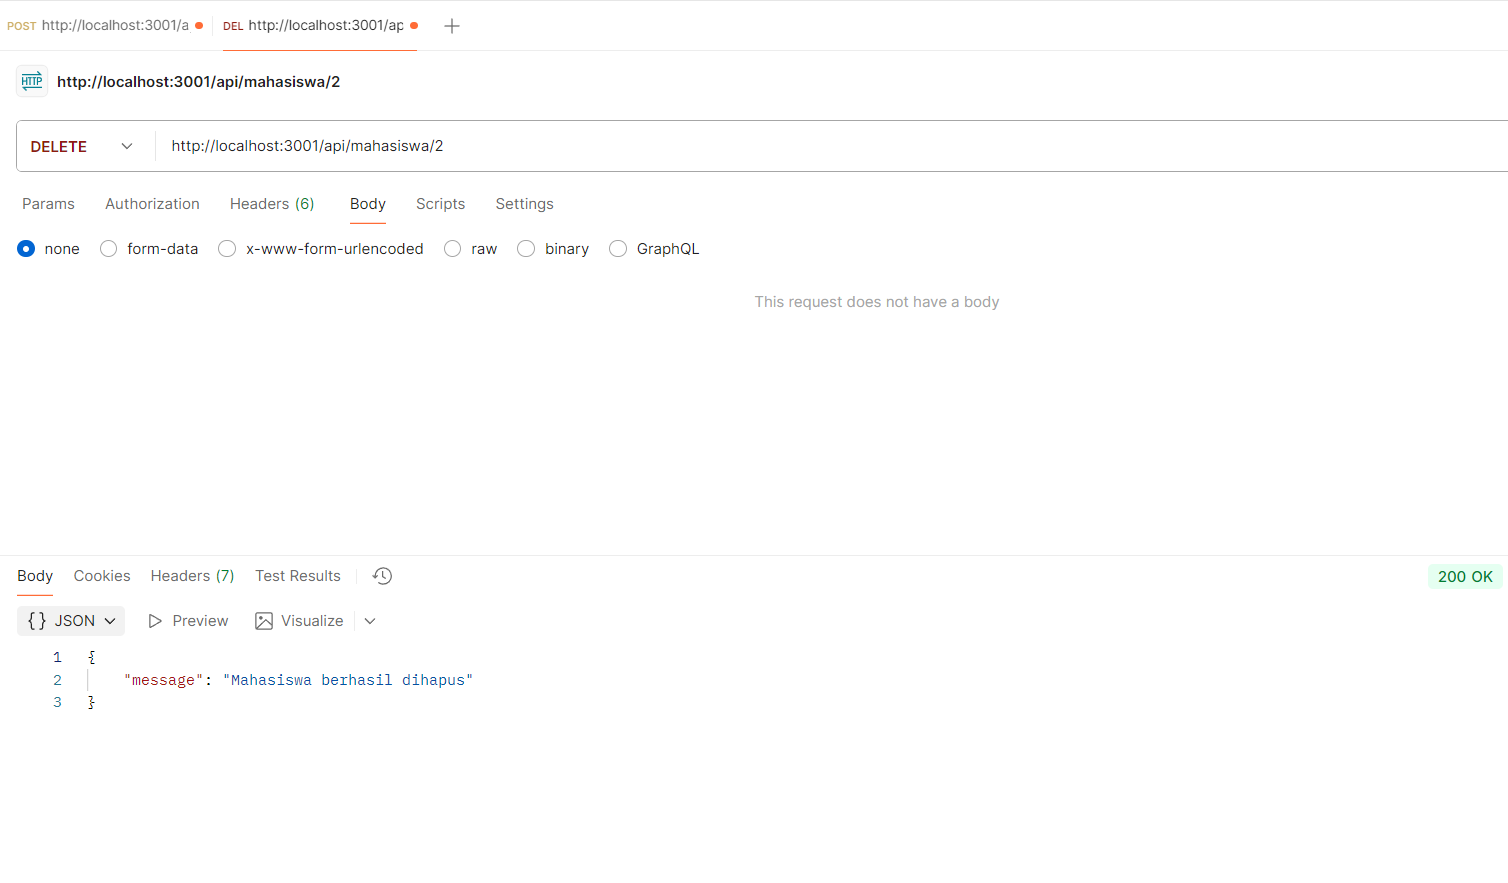 POST http://localhost:3001/a DEL http://localhost:3001/ap
HTTP http://localhost:3001/api/mahasiswa/2
DELETE http://localhost:3001/api/mahasiswa/2
Params Authorization Headers (6) Body Scripts Settings
none form-data x-www-form-urlencoded raw binary GraphQL
This request does not have a body
Body Cookies Headers (7) Test Results 200 OK
{} JSON Preview Visualize
1 {
2 "message": "Mahasiswa berhasil dihapus"
3 }